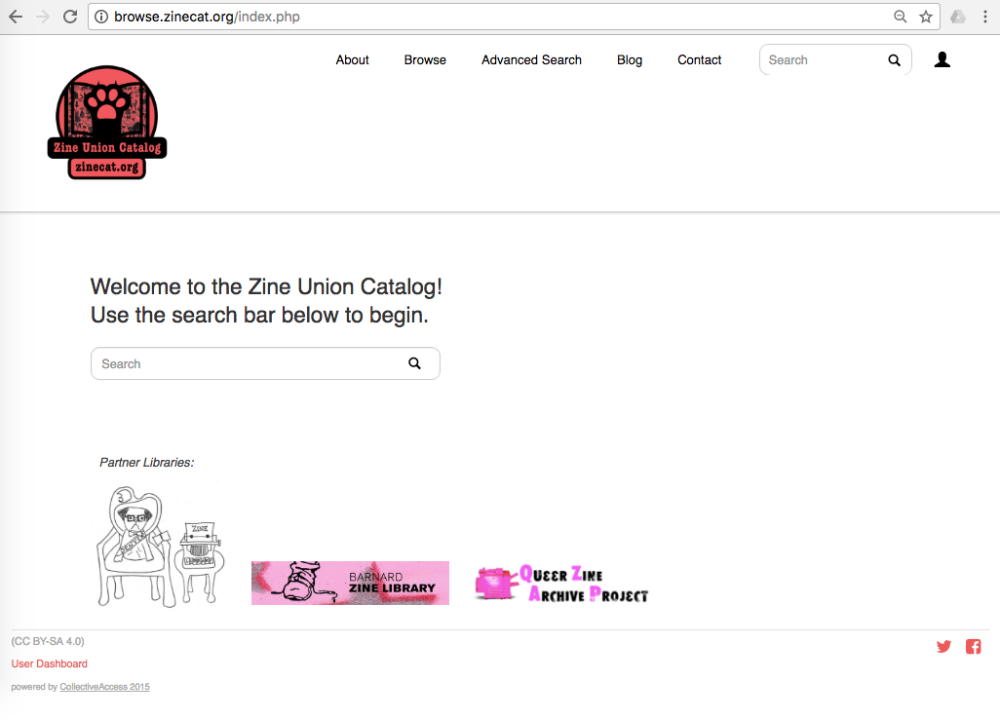 browse.zinecat.org/index.php
About Browse Advanced Search Blog Contact Search
Zine Union Catalog
zinecat.org
Welcome to the Zine Union Catalog!
Use the search bar below to begin.
Search
Partner Libraries:
ZINE
DENVER
BARNARD
ZINE LIBRARY
QUEER ZINE
ARCHIVE PROJECT
(CC BY-SA 4.0)
User Dashboard
powered by CollectiveAccess 2015